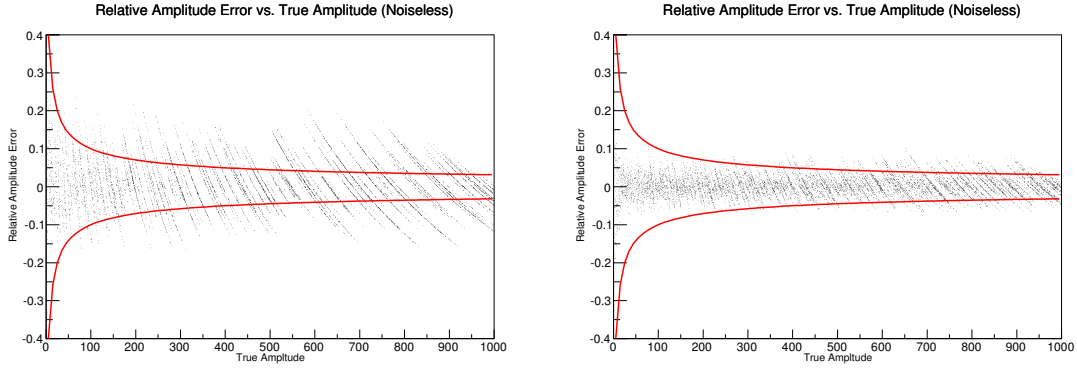 Relative Amplitude Error vs. True Amplitude (Noiseless)
Relative Amplitude Error
0.4
0.3
0.2
0.1
0
-0.1
-0.2
-0.3
-0.4
0 100 200 300 400 500 600 700 800 900 1000
True Ampltude
Relative Amplitude Error vs. True Amplitude (Noiseless)
Relative Amplitude Error
0.4
0.3
0.2
0.1
0
-0.1
-0.2
-0.3
-0.4
0 100 200 300 400 500 600 700 800 900 1000
True Ampltude